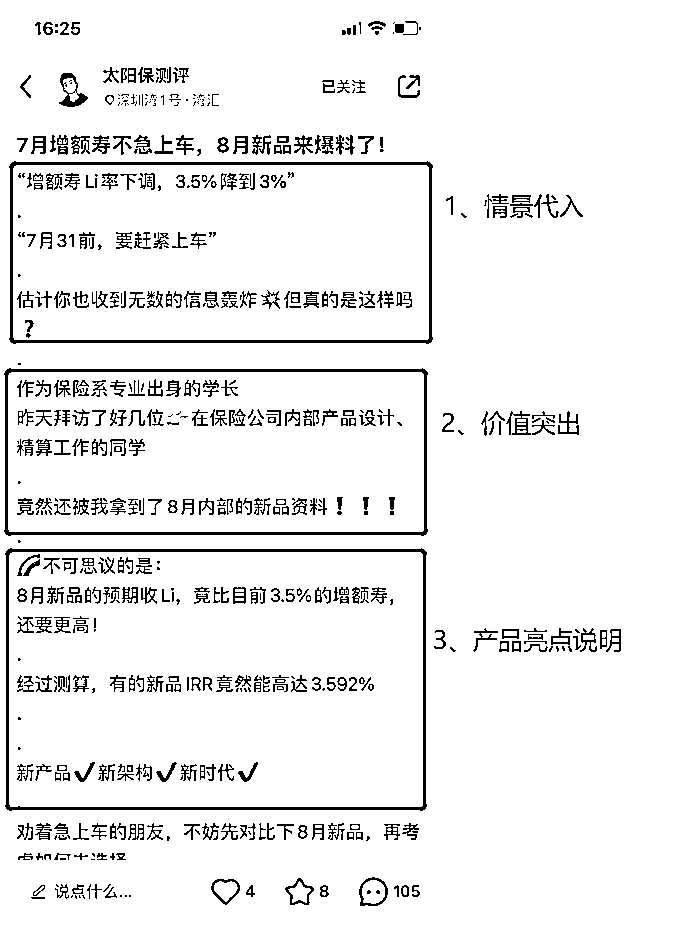 16:25
太阳保测评
深圳湾1号·湾汇
已关注
7月增额寿不急上车，8月新品来爆料了！
“增额寿Li率下调，3.5%降到3%”
.
“7月31前，要赶紧上车”
.
估计你也收到无数的信息轰炸💥但真的是这样吗
？
1、情景代入
.
作为保险系专业出身的学长
昨天拜访了好几位👉在保险公司内部产品设计、
精算工作的同学
.
竟然还被我拿到了8月内部的新品资料❗❗❗
2、价值突出
.
🌈不可思议的是：
8月新品的预期收Li，竟比目前3.5%的增额寿，
还要更高！
.
经过测算，有的新品IRR竟然能高达3.592%
.
.
新产品✔新架构✔新时代✔
3、产品亮点说明
.
劝着急上车的朋友，不妨先对比下8月新品，再考
说点什么...
4
8
105